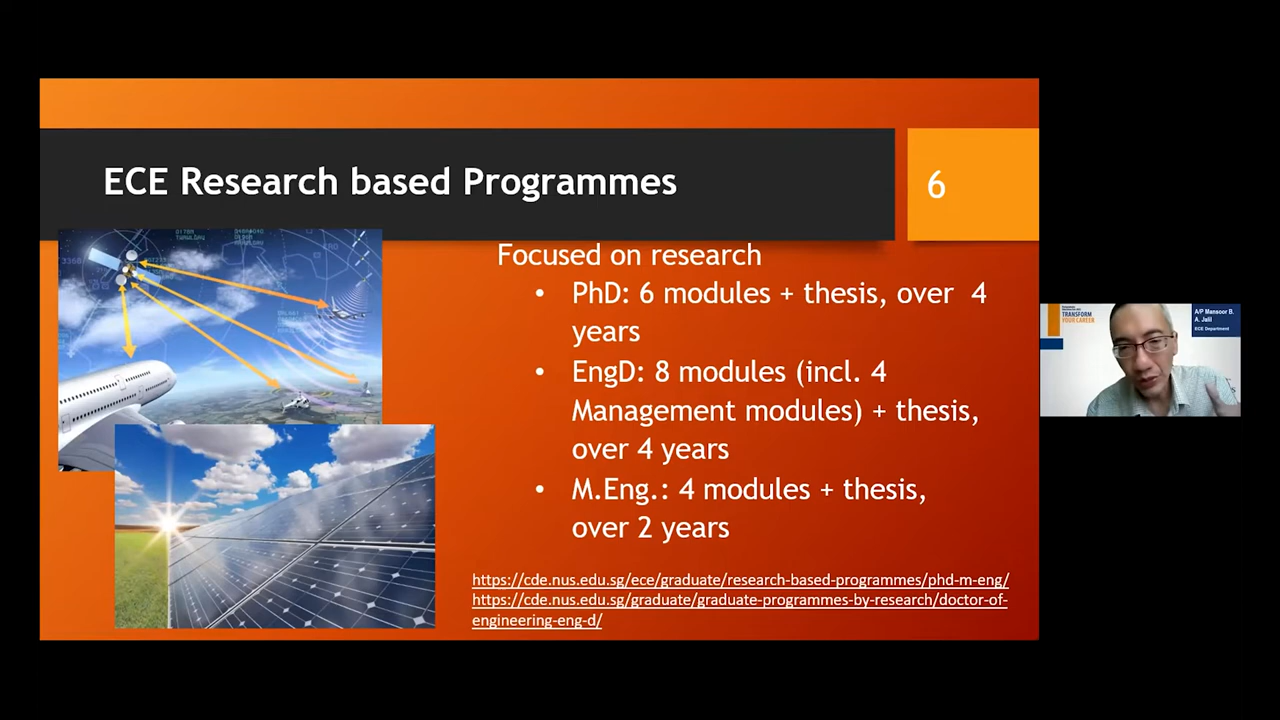 ECE Research based Programmes
6
Focused on research
• PhD: 6 modules + thesis, over 4
years
• EngD: 8 modules (incl. 4
Management modules) + thesis,
over 4 years
• M.Eng.: 4 modules + thesis,
over 2 years
https://cde.nus.edu.sg/ece/graduate/research-based-programmes/phd-m-eng/
https://cde.nus.edu.sg/graduate/graduate-programmes-by-research/doctor-of-
engineering-eng-d/
TRANSFORM
YOUR CAREER
A/P Mansoor B.
A. Jalil
ECE Department